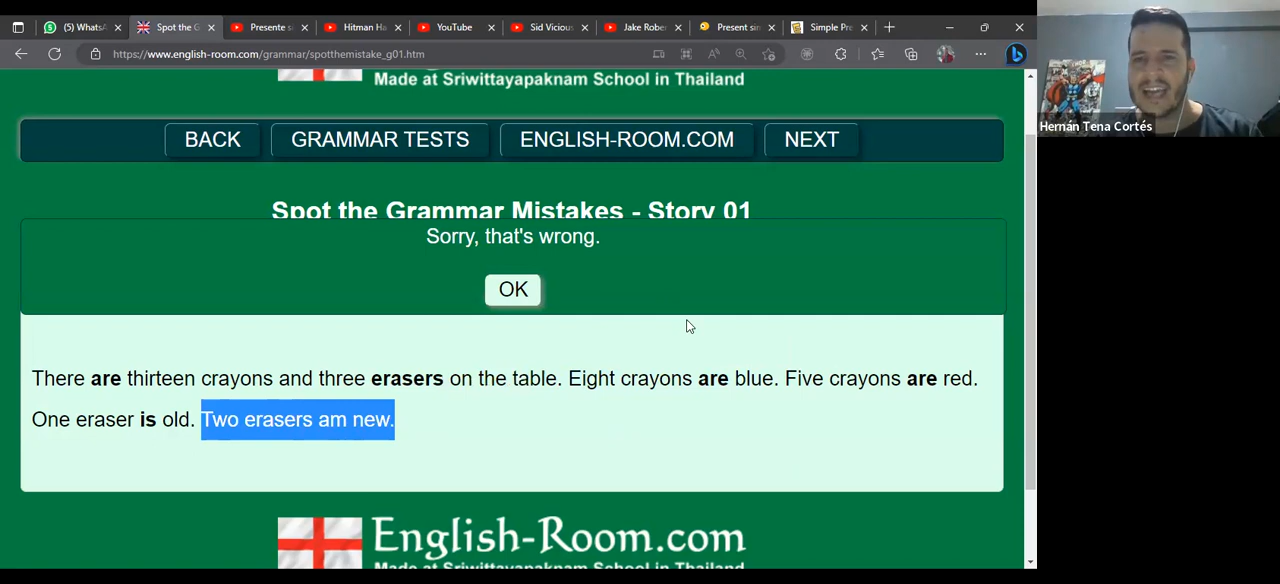 (5) WhatsA
Spot the G
Presente s
Hitman Ha
YouTube
Sid Vicious
Jake Rober
Present sin
Simple Pre
https://www.english-room.com/grammar/spotthemistake_g01.htm
Made at Sriwittayapaknam School in Thailand
BACK GRAMMAR TESTS ENGLISH-ROOM.COM NEXT
Spot the Grammar Mistakes - Story 01
Sorry, that's wrong.
OK
There are thirteen crayons and three erasers on the table. Eight crayons are blue. Five crayons are red.
One eraser is old. Two erasers am new.
English-Room.com
Made at Sriwittayapaknam School in Thailand
Hernán Tena Cortés